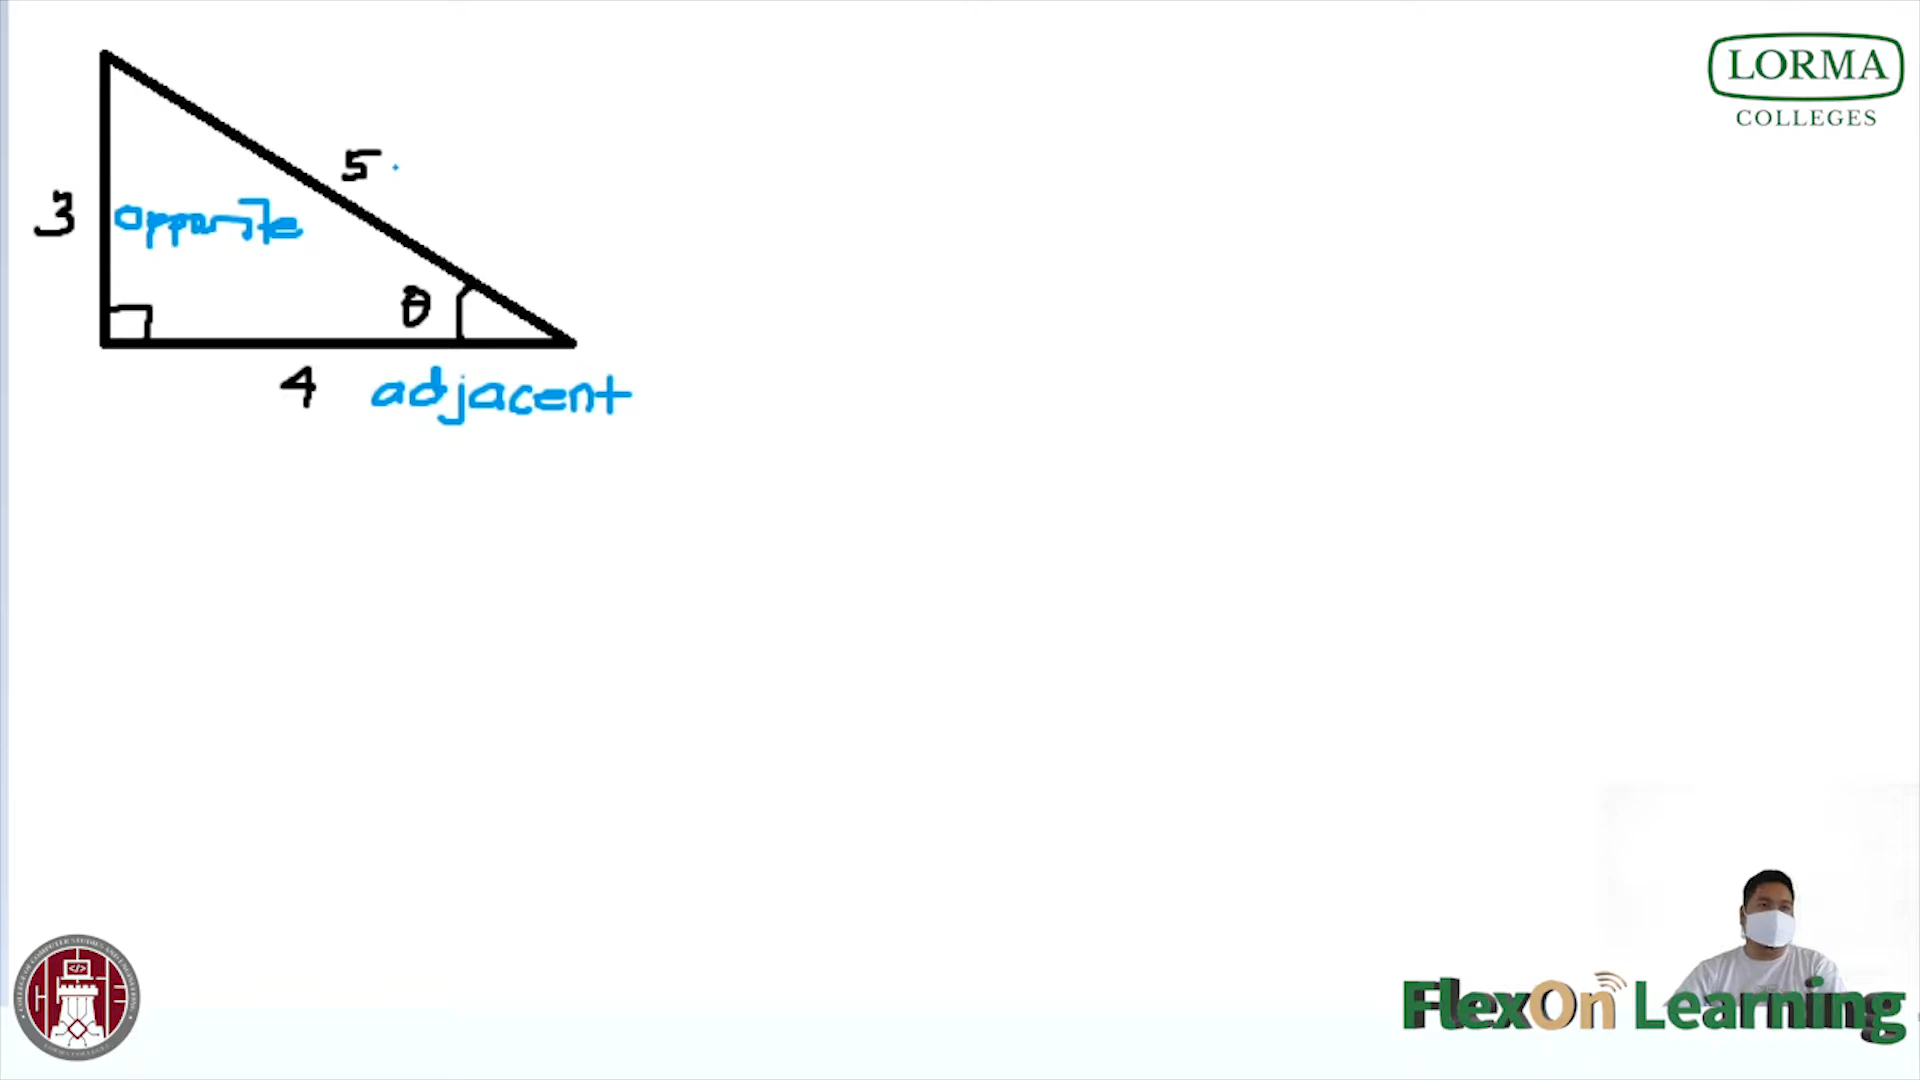 LORMA
COLLEGES
5
3
opposite
θ
4 adjacent
FlexOn Learning